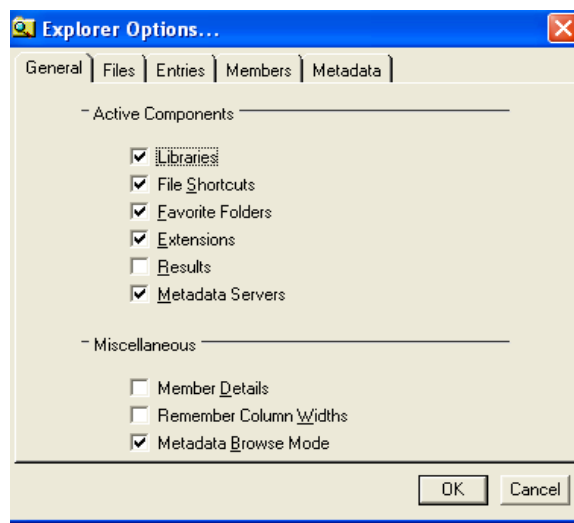 Explorer Options...
General Files Entries Members Metadata
Active Components
Libraries
File Shortcuts
Favorite Folders
Extensions
Results
Metadata Servers
Miscellaneous
Member Details
Remember Column Widths
Metadata Browse Mode
OK Cancel